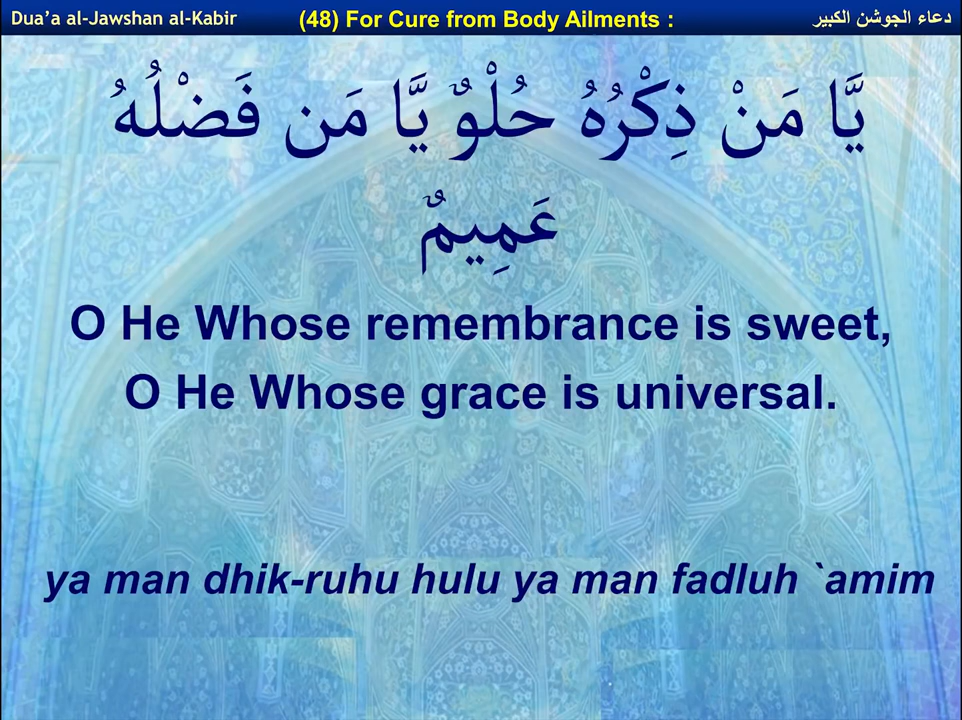 Dua’a al-Jawshan al-Kabir (48) For Cure from Body Ailments : دعاء الجوشن الكبير
يَّا مَنْ ذِكْرُهُ حُلْوٌ يَّا مَن فَضْلُهُ
عَمِيمٌ
O He Whose remembrance is sweet,
O He Whose grace is universal.
ya man dhik-ruhu hulu ya man fadluh `amim